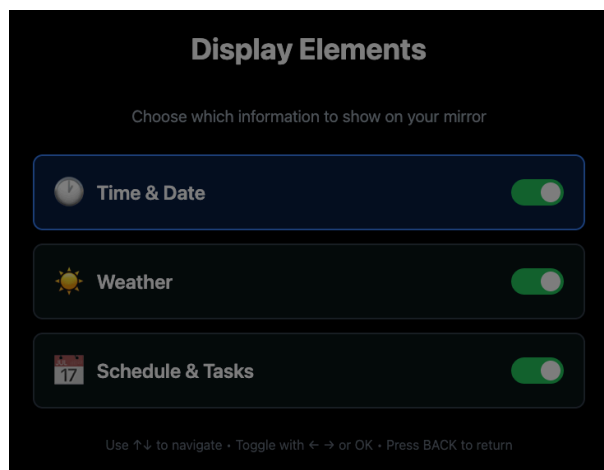 Display Elements
Choose which information to show on your mirror
Time & Date
Weather
Schedule & Tasks
17
Use ↑↓ to navigate • Toggle with ← → or OK • Press BACK to return